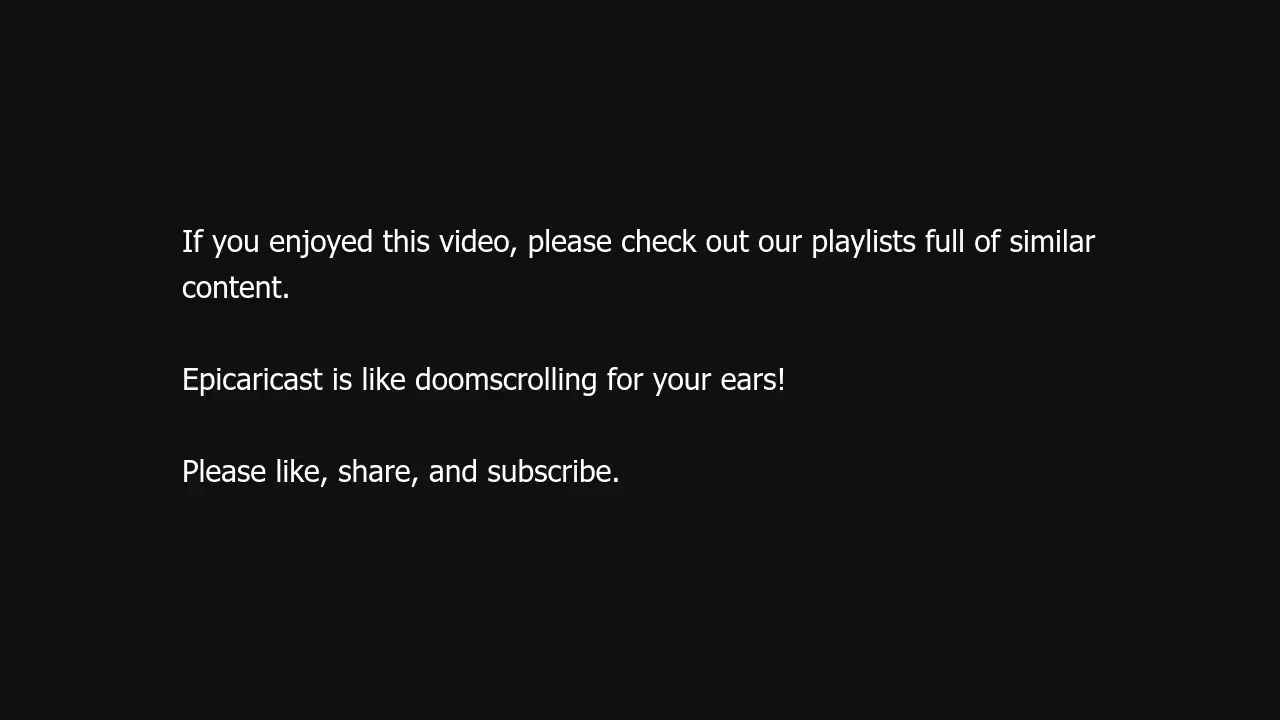 If you enjoyed this video, please check out our playlists full of similar
content.
Epicaricast is like doomscrolling for your ears!
Please like, share, and subscribe.